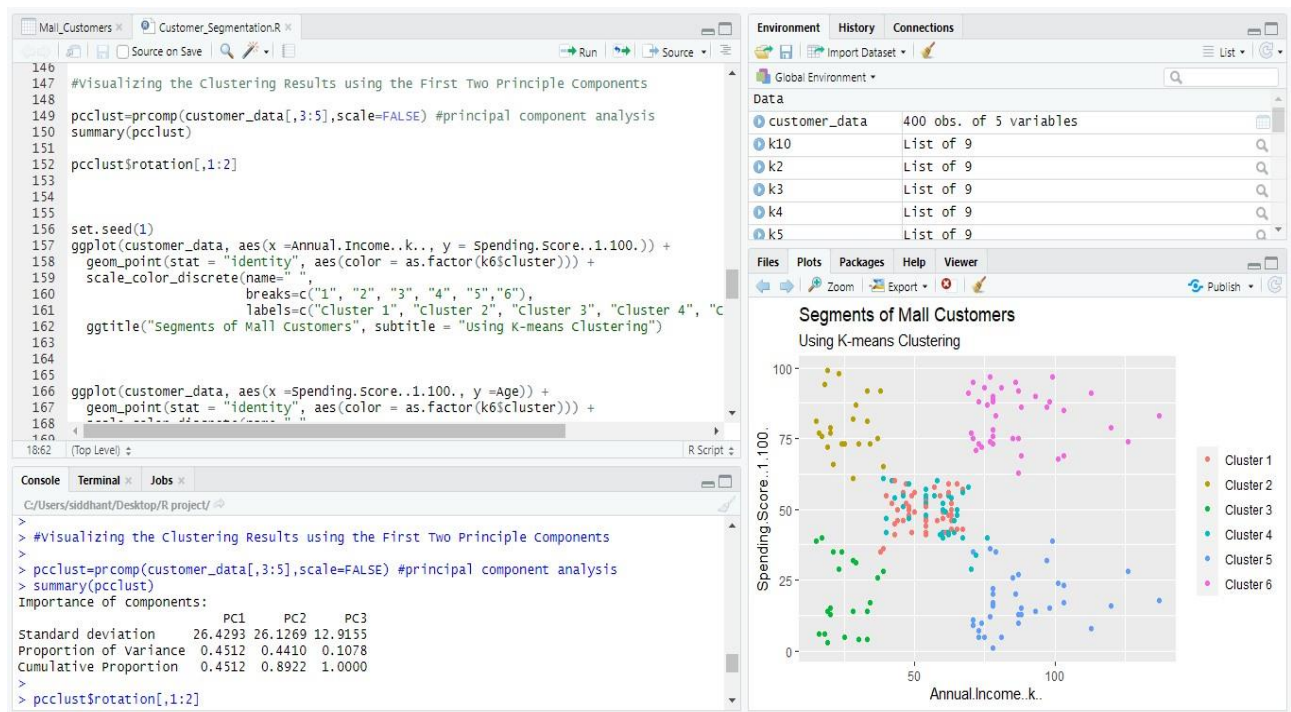 Mall_Customers
Customer_Segmentation.R
Source on Save
Run
Source
146
147 #Visualizing the Clustering Results using the First Two Principle Components
148
149 pcclust=prcomp(customer_data[,3:5],scale=FALSE) #principal component analysis
150 summary(pcclust)
151
152 pcclust$rotation[,1:2]
153
154
155
156 set.seed(1)
157 ggplot(customer_data, aes(x =Annual.Income..k.., y = Spending.Score..1.100.)) +
158 geom_point(stat = "identity", aes(color = as.factor(k6$cluster))) +
159 scale_color_discrete(name=" ",
160 breaks=c("1", "2", "3", "4", "5","6"),
161 labels=c("Cluster 1", "Cluster 2", "Cluster 3", "Cluster 4", "C
162 ggtitle("Segments of Mall Customers", subtitle = "Using K-means Clustering")
163
164
165
166 ggplot(customer_data, aes(x =Spending.Score..1.100., y =Age)) +
167 geom_point(stat = "identity", aes(color = as.factor(k6$cluster))) +
168
169
18:62 (Top Level) R Script
Console Terminal Jobs
C:/Users/siddhant/Desktop/R project/
>
> #Visualizing the Clustering Results using the First Two Principle Components
>
> pcclust=prcomp(customer_data[,3:5],scale=FALSE) #principal component analysis
> summary(pcclust)
Importance of components:
PC1 PC2 PC3
Standard deviation 26.4293 26.1269 12.9155
Proportion of Variance 0.4512 0.4410 0.1078
Cumulative Proportion 0.4512 0.8922 1.0000
>
> pcclust$rotation[,1:2]
Environment History Connections
Import Dataset List
Global Environment
Data
customer_data 400 obs. of 5 variables
k10 List of 9
k2 List of 9
k3 List of 9
k4 List of 9
k5 List of 9
Files Plots Packages Help Viewer
Zoom Export Publish
Segments of Mall Customers
Using K-means Clustering
100
75
50
25
0
Spending.Score..1.100.
50 100
Annual.Income..k..
Cluster 1
Cluster 2
Cluster 3
Cluster 4
Cluster 5
Cluster 6